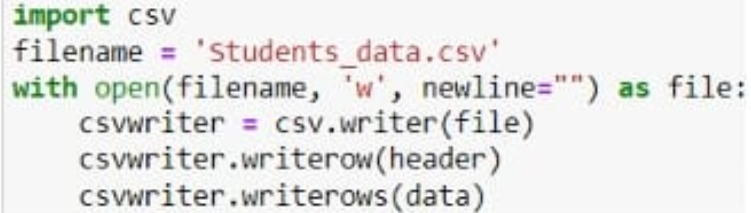 import csv
filename = 'Students_data.csv'
with open(filename, 'w', newline="") as file:
    csvwriter = csv.writer(file)
    csvwriter.writerow(header)
    csvwriter.writerows(data)